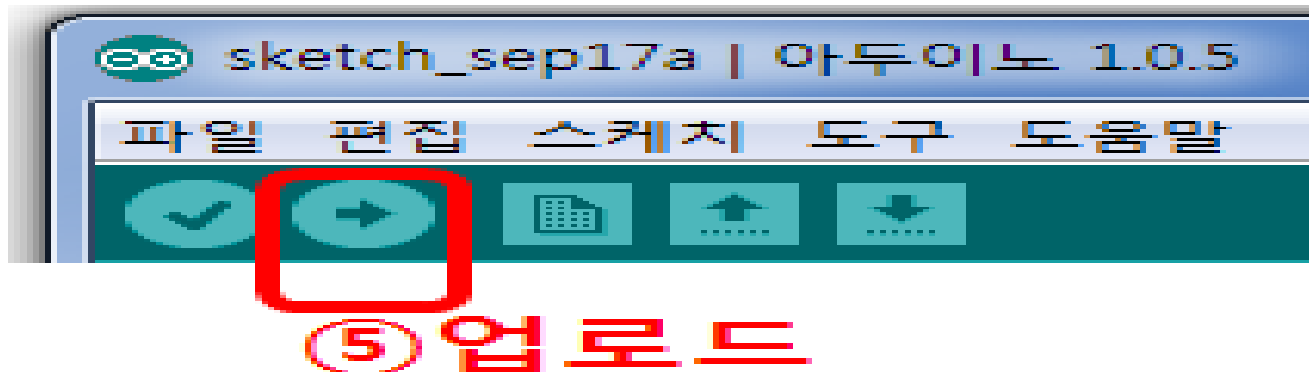 sketch_sep17a | 아두이노 1.0.5
파일 편집 스케치 도구 도움말
⑤업로드